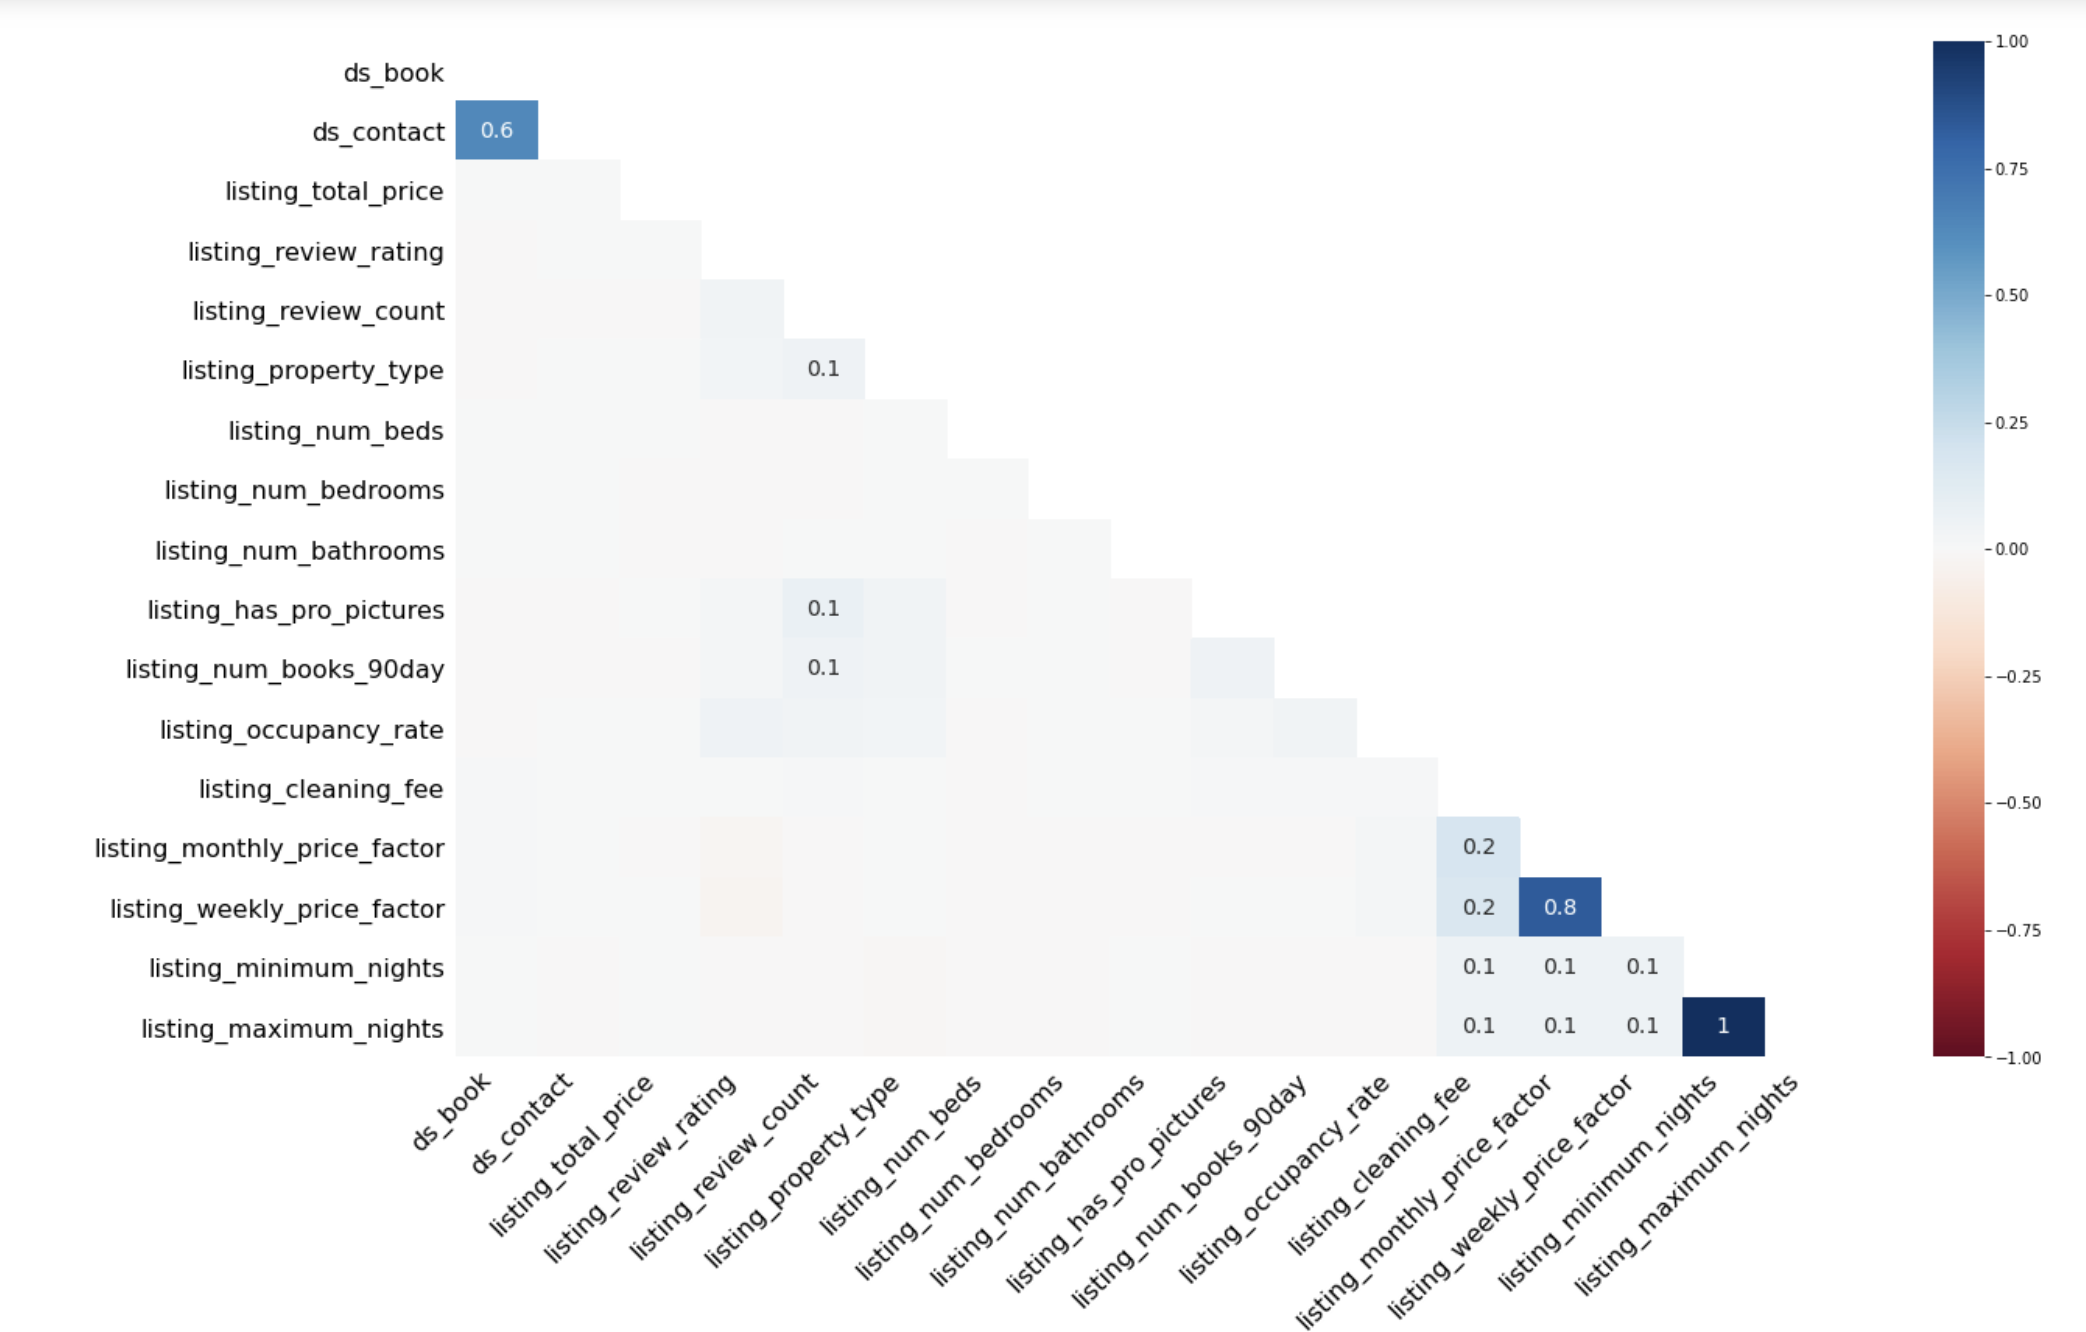 ds_book
ds_contact
0.6
listing_total_price
listing_review_rating
listing_review_count
listing_property_type
0.1
listing_num_beds
listing_num_bedrooms
listing_num_bathrooms
listing_has_pro_pictures
0.1
listing_num_books_90day
0.1
listing_occupancy_rate
listing_cleaning_fee
listing_monthly_price_factor
0.2
listing_weekly_price_factor
0.2 0.8
listing_minimum_nights
0.1 0.1 0.1
listing_maximum_nights
0.1 0.1 0.1 1
ds_book
ds_contact
listing_total_price
listing_review_rating
listing_review_count
listing_property_type
listing_num_beds
listing_num_bedrooms
listing_num_bathrooms
listing_has_pro_pictures
listing_num_books_90day
listing_occupancy_rate
listing_cleaning_fee
listing_monthly_price_factor
listing_weekly_price_factor
listing_minimum_nights
listing_maximum_nights
1.00
0.75
0.50
0.25
0.00
−0.25
−0.50
−0.75
−1.00